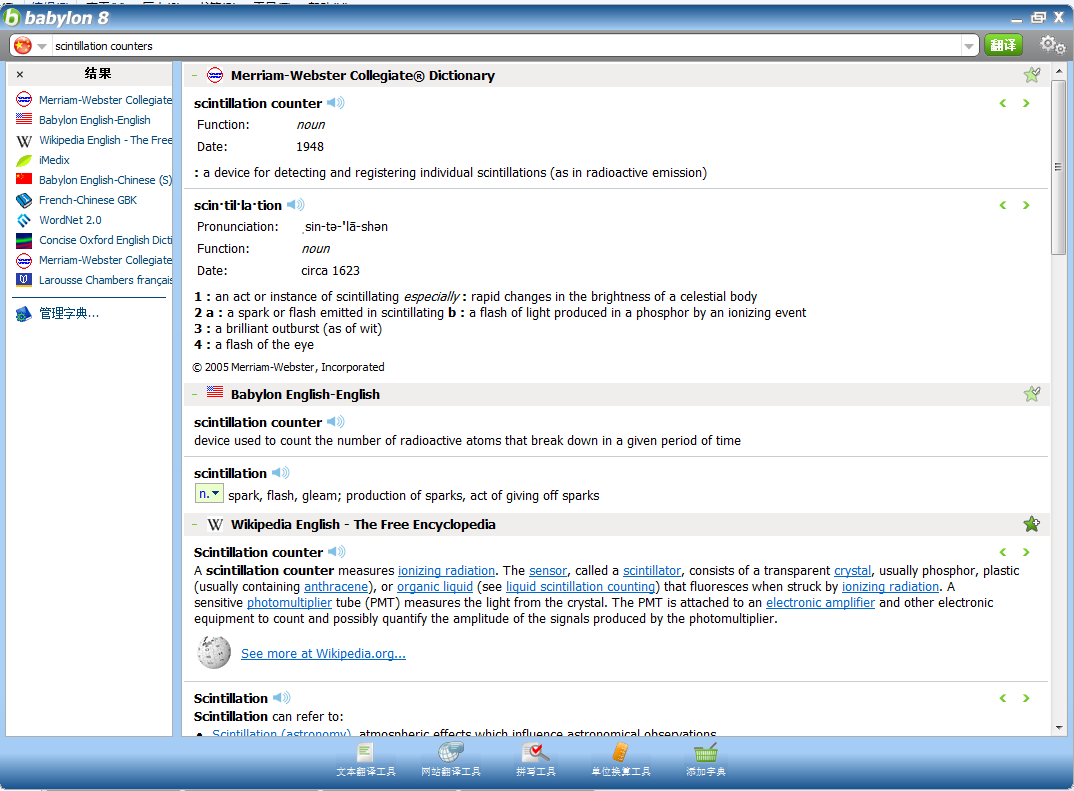 babylon 8
scintillation counters
翻译
× 结果
Merriam-Webster Collegiate
Babylon English-English
Wikipedia English - The Free
iMedix
Babylon English-Chinese (S)
French-Chinese GBK
WordNet 2.0
Concise Oxford English Dicti
Merriam-Webster Collegiate
Larousse Chambers français
管理字典...
Merriam-Webster Collegiate® Dictionary
scintillation counter
Function: noun
Date: 1948
: a device for detecting and registering individual scintillations (as in radioactive emission)
scin·til·la·tion
Pronunciation: ˌsin-tə-ˈlā-shən
Function: noun
Date: circa 1623
1 : an act or instance of scintillating especially : rapid changes in the brightness of a celestial body
2 a : a spark or flash emitted in scintillating b : a flash of light produced in a phosphor by an ionizing event
3 : a brilliant outburst (as of wit)
4 : a flash of the eye
© 2005 Merriam-Webster, Incorporated
Babylon English-English
scintillation counter
device used to count the number of radioactive atoms that break down in a given period of time
scintillation
n. spark, flash, gleam; production of sparks, act of giving off sparks
W Wikipedia English - The Free Encyclopedia
Scintillation counter
A scintillation counter measures ionizing radiation. The sensor, called a scintillator, consists of a transparent crystal, usually phosphor, plastic
(usually containing anthracene), or organic liquid (see liquid scintillation counting) that fluoresces when struck by ionizing radiation. A
sensitive photomultiplier tube (PMT) measures the light from the crystal. The PMT is attached to an electronic amplifier and other electronic
equipment to count and possibly quantify the amplitude of the signals produced by the photomultiplier.
See more at Wikipedia.org...
Scintillation
Scintillation can refer to:
• Scintillation (astronomy), atmospheric effects which influence astronomical observations
文本翻译工具
网站翻译工具
拼写工具
单位换算工具
添加字典